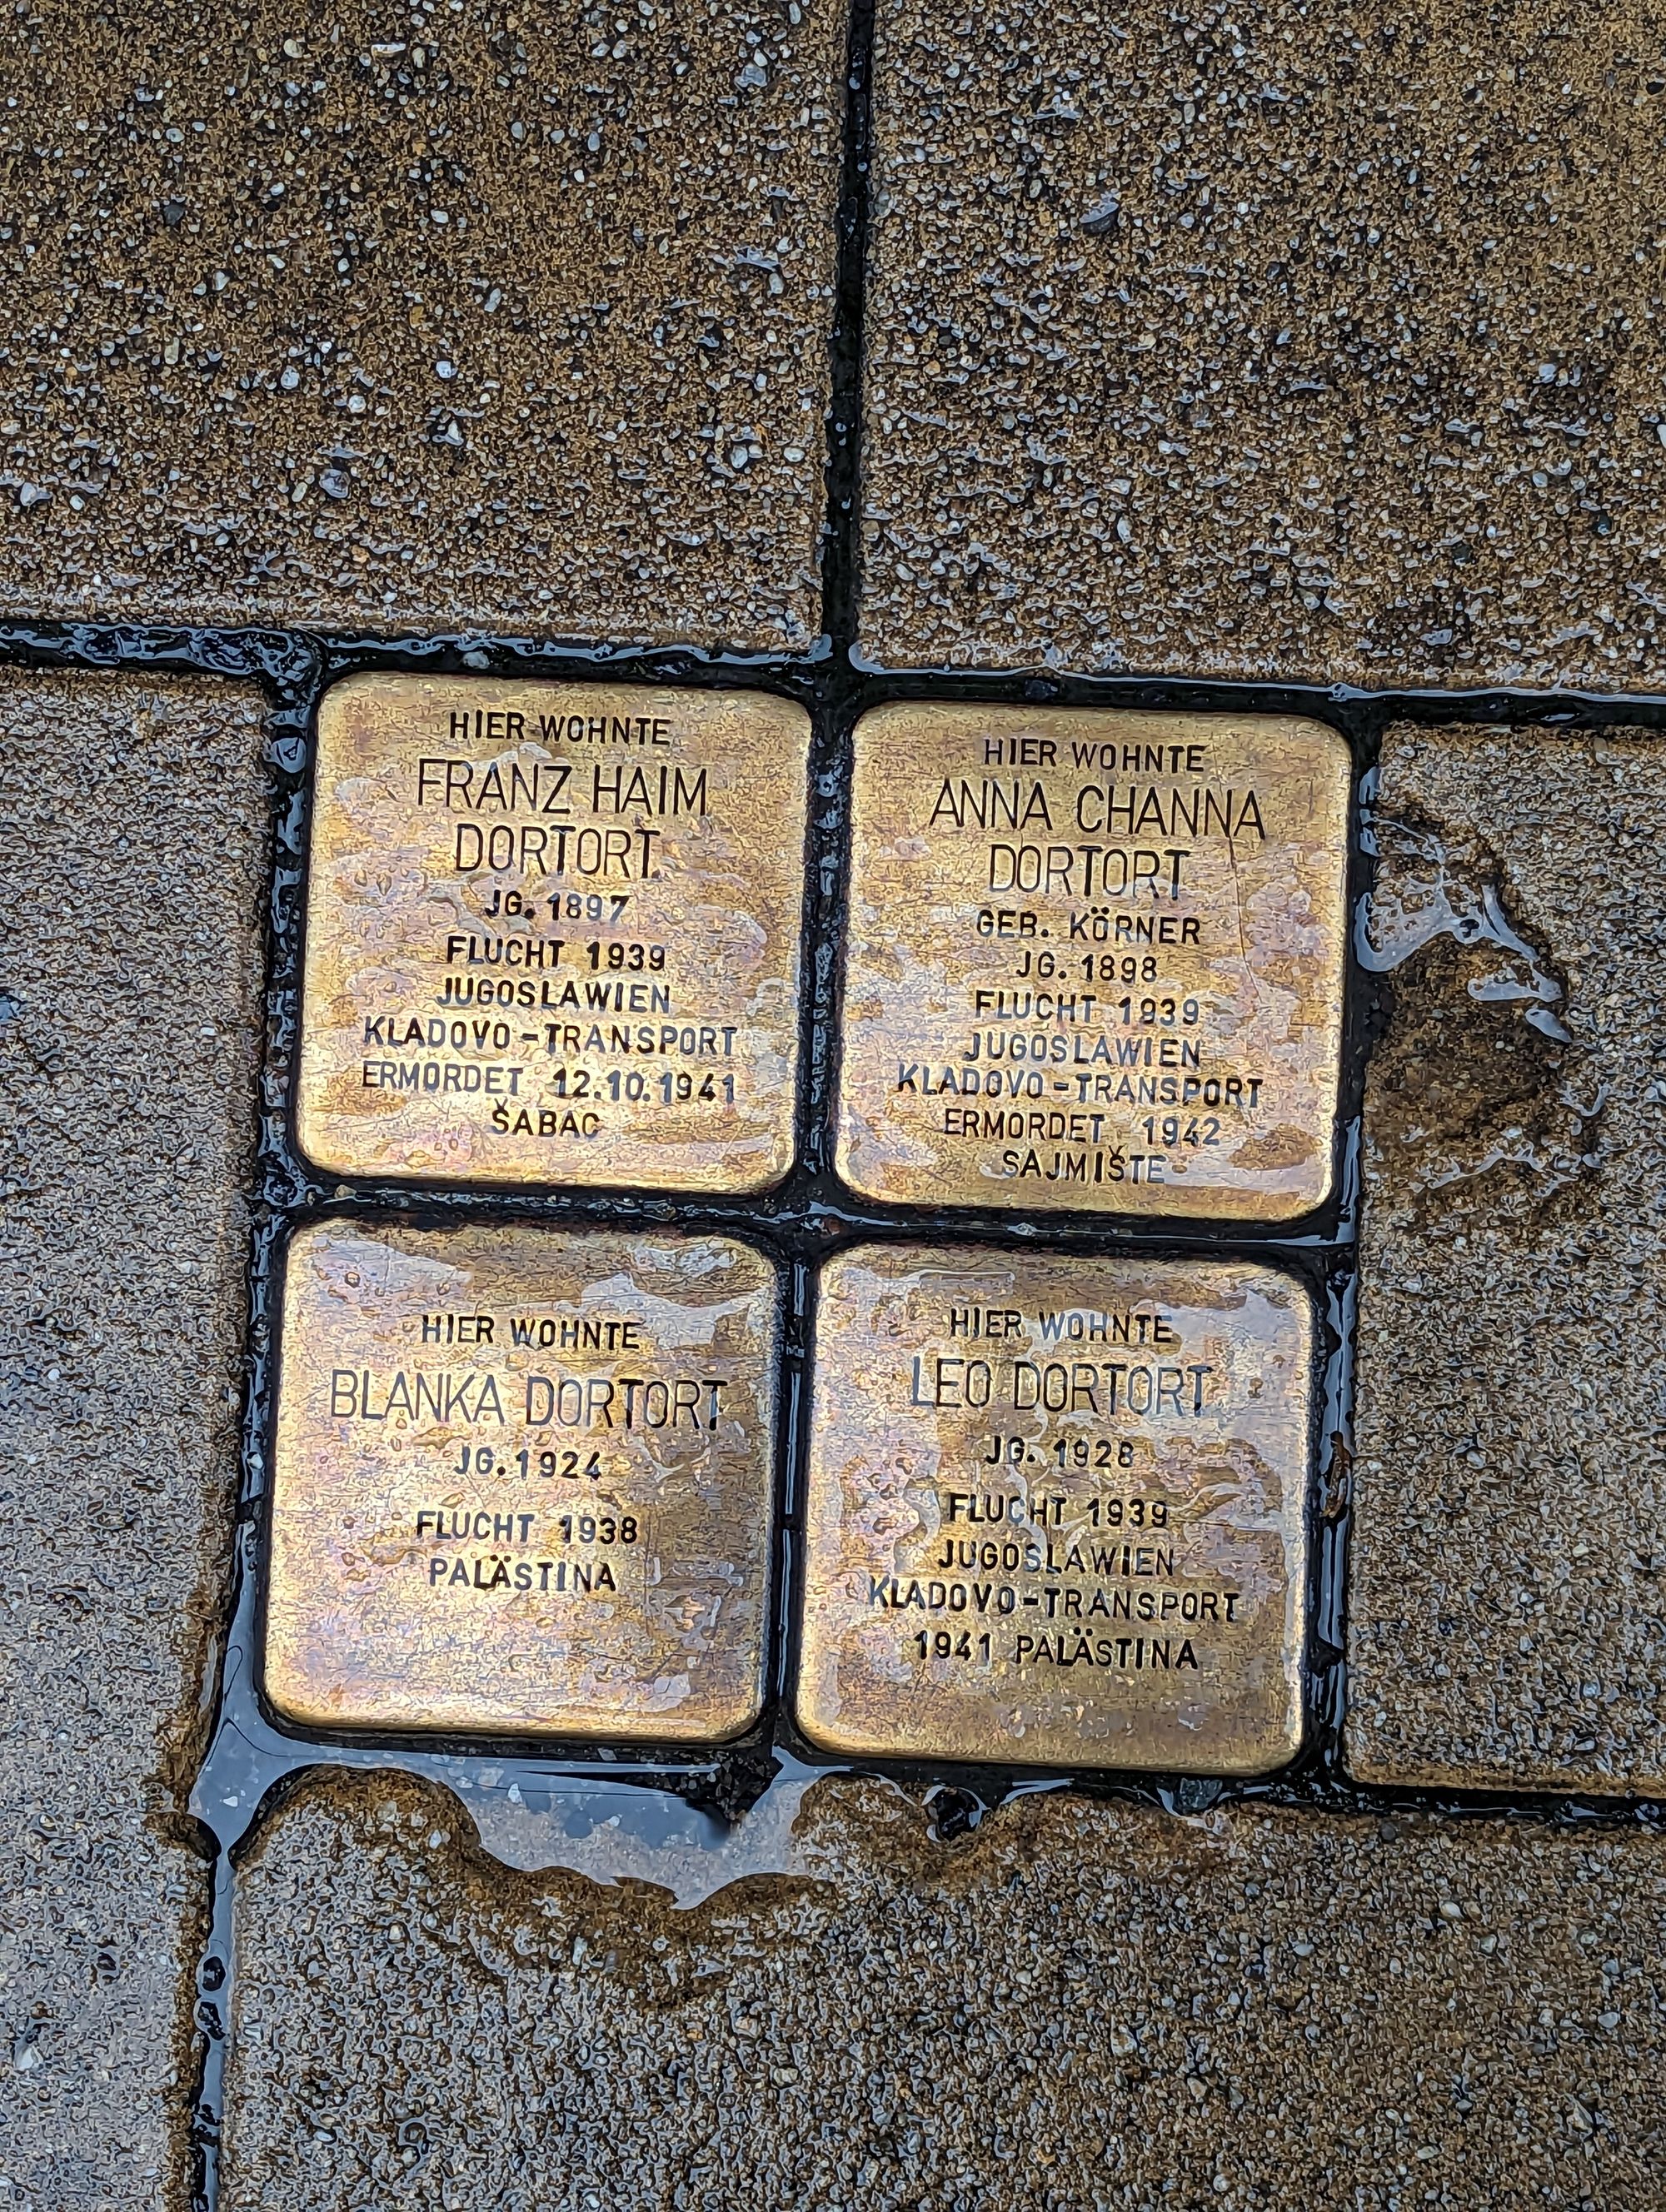 HIER WOHNTE
FRANZ HAIM
DORTORT
JG. 1897
FLUCHT 1939
JUGOSLAWIEN
KLADOVO-TRANSPORT
ERMORDET 12.10.1941
ŠABAC
HIER WOHNTE
ANNA CHANNA
DORTORT
GEB. KÖRNER
JG. 1898
FLUCHT 1939
JUGOSLAWIEN
KLADOVO-TRANSPORT
ERMORDET 1942
SAJMIŠTE
HIER WOHNTE
BLANKA DORTORT
JG. 1924
FLUCHT 1938
PALÄSTINA
HIER WOHNTE
LEO DORTORT
JG. 1928
FLUCHT 1939
JUGOSLAWIEN
KLADOVO-TRANSPORT
1941 PALÄSTINA